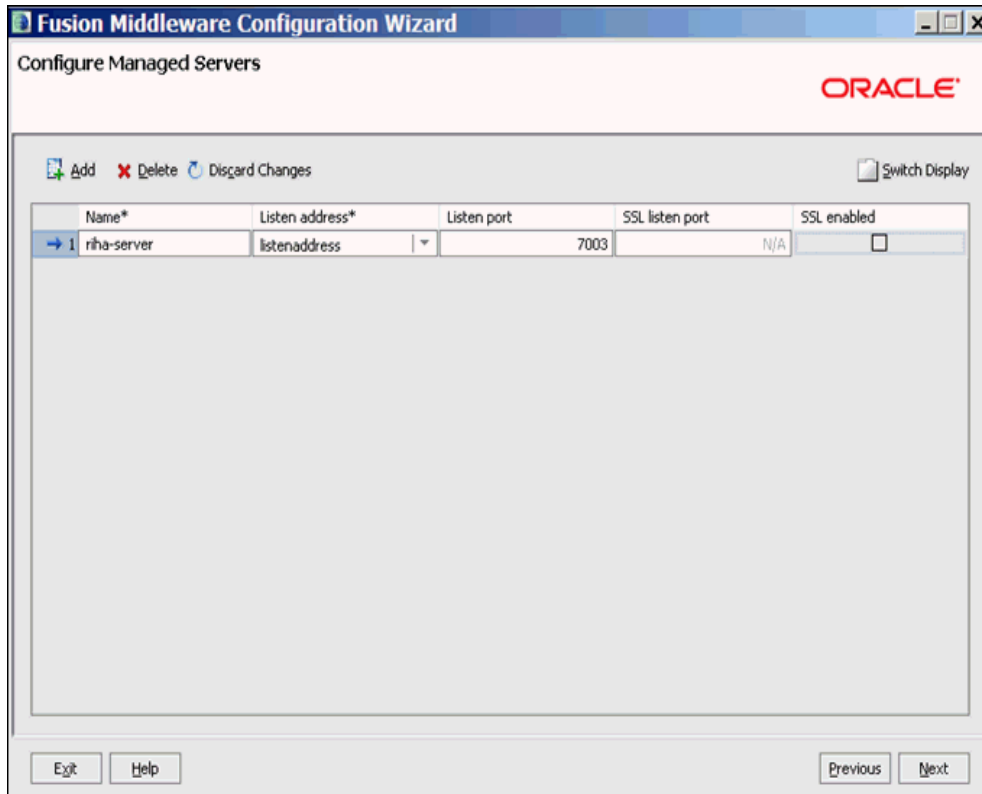 Fusion Middleware Configuration Wizard
Configure Managed Servers
ORACLE
Add Delete Discard Changes Switch Display
Name* Listen address* Listen port SSL listen port SSL enabled
1 riha-server listenaddress 7003 N/A
Exit Help Previous Next